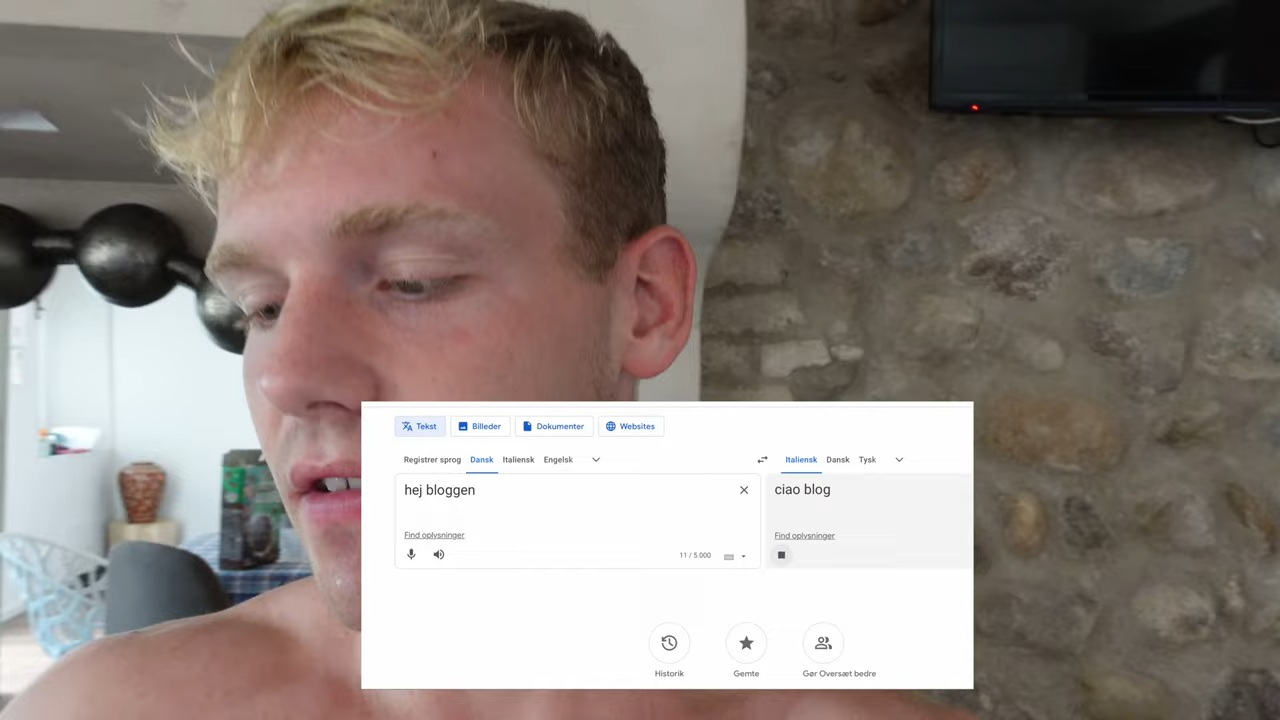 Tekst Billeder Dokumenter Websites
Registrer sprog Dansk Italiensk Engelsk
Italiensk Dansk Tysk
hej bloggen
ciao blog
Find oplysninger
Find oplysninger
11 / 5.000
Historik Gemte Gør Oversæt bedre